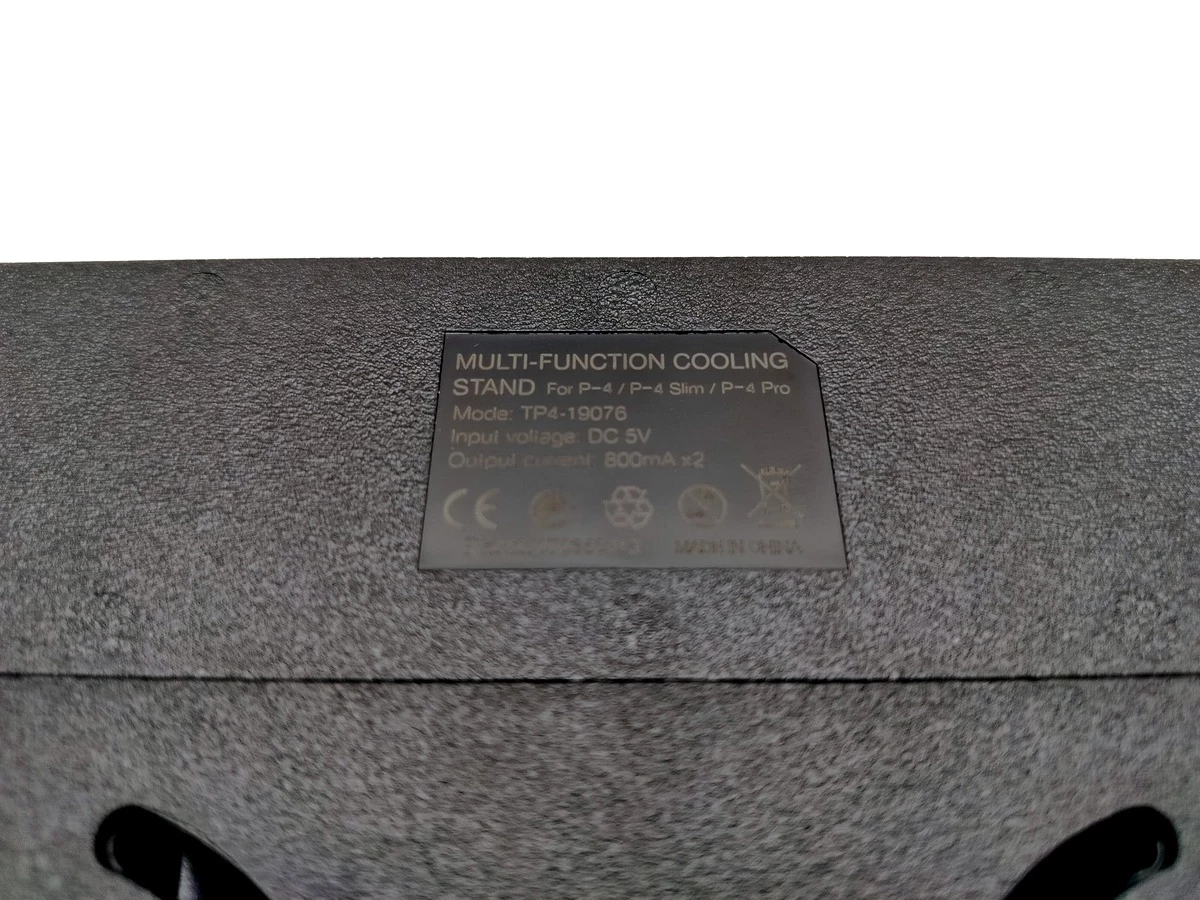 MULTI-FUNCTION COOLING
STAND For P-4 / P-4 Slim / P-4 Pro
Mode: TP4-19076
Input voltage: DC 5V
Output current: 800mA x2
CE
MADE IN CHINA